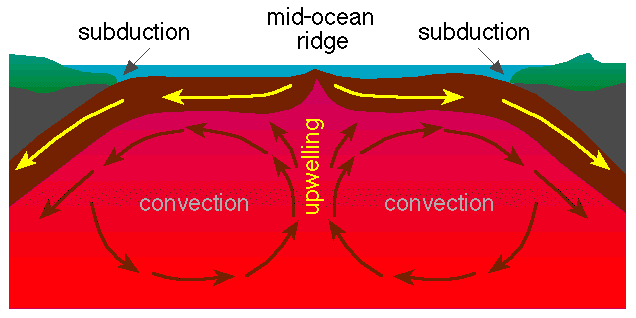 subduction
mid-ocean
ridge
subduction
upwelling
convection
convection